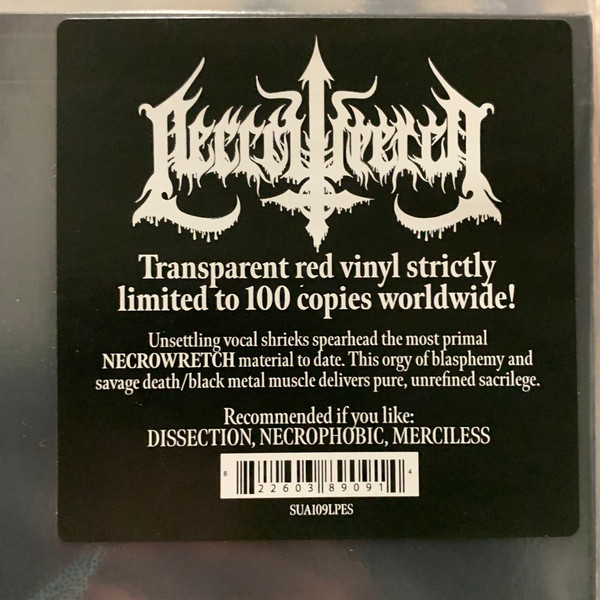 Necrowretch
Transparent red vinyl strictly
limited to 100 copies worldwide!
Unsettling vocal shrieks spearhead the most primal
NECROWRETCH material to date. This orgy of blasphemy and
savage death/black metal muscle delivers pure, unrefined sacrilege.
Recommended if you like:
DISSECTION, NECROPHOBIC, MERCILESS
8 22603 89091 4
SUA109LPES